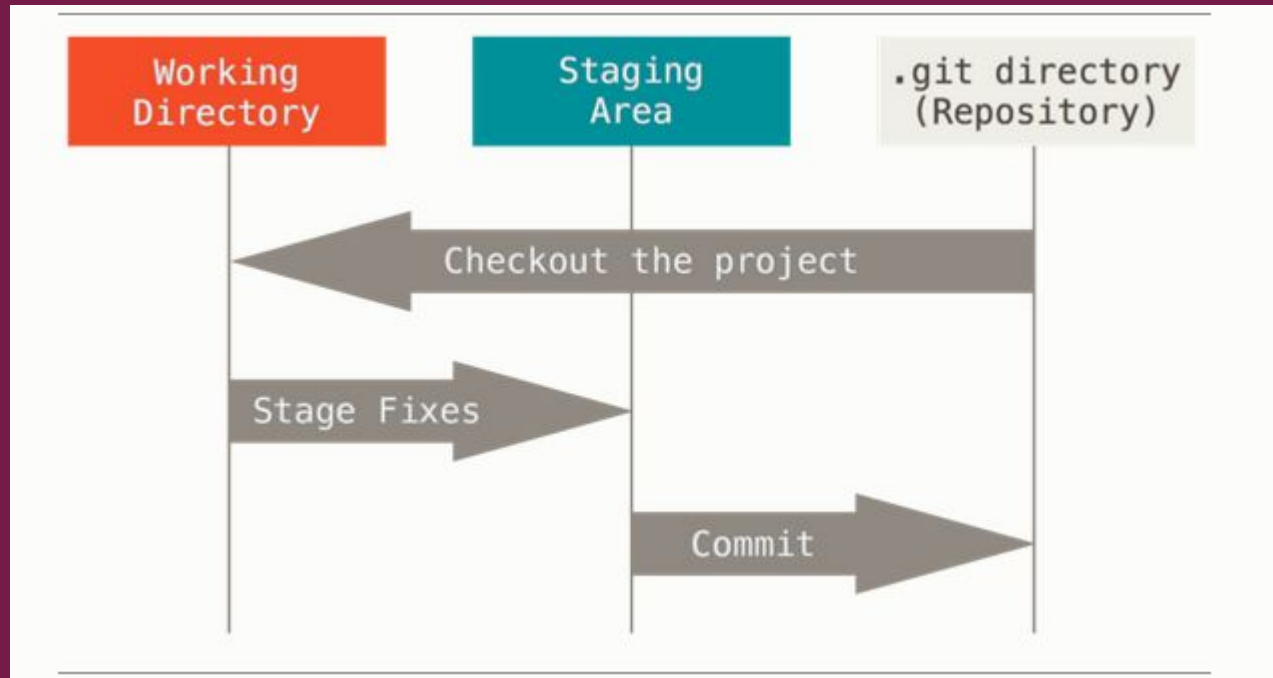 Working
Directory
Staging
Area
.git directory
(Repository)
Checkout the project
Stage Fixes
Commit